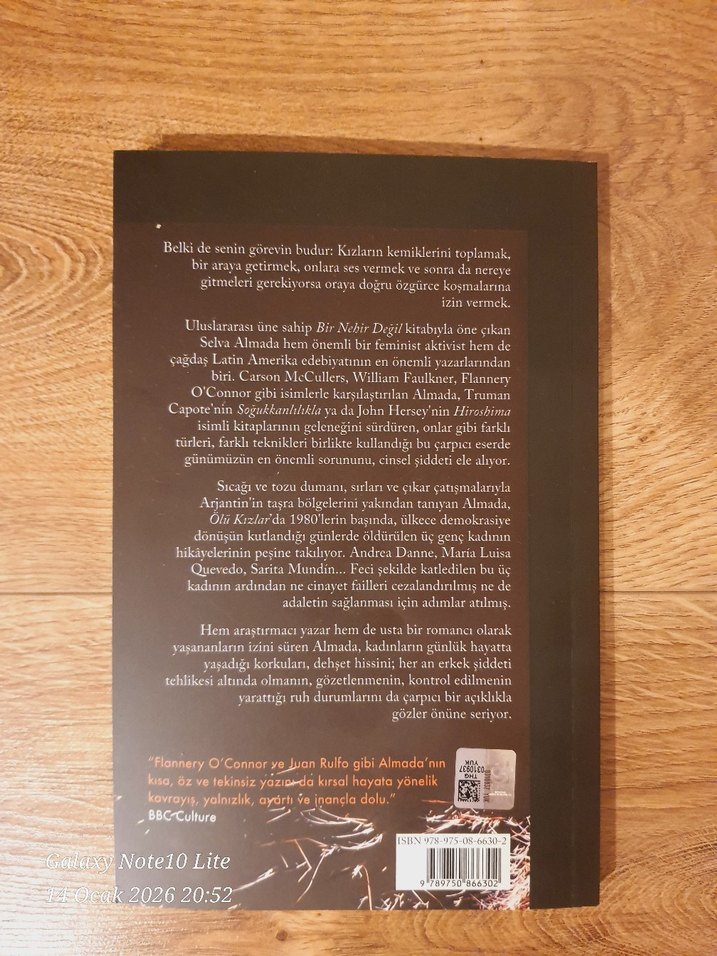 Belki de senin görevin budur: Kızların kemiklerini toplamak,
bir araya getirmek, onlara ses vermek ve sonra da nereye
gitmeleri gerekiyorsa oraya doğru özgürce koşmalarına
izin vermek.
Uluslararası üne sahip Bir Nehir Değil kitabıyla öne çıkan
Selva Almada hem önemli bir feminist aktivist hem de
çağdaş Latin Amerika edebiyatının en önemli yazarlarından
biri. Carson McCullers, William Faulkner, Flannery
O'Connor gibi isimlerle karşılaştırılan Almada, Truman
Capote'nin Soğukkanlılıkla ya da John Hersey'nin Hiroshima
isimli kitaplarının geleneğini sürdüren, onlar gibi farklı
türleri, farklı teknikleri birlikte kullandığı bu çarpıcı eserde
günümüzün en önemli sorununu, cinsel şiddeti ele alıyor.
Sıcağı ve tozu dumanı, sırları ve çıkar çatışmalarıyla
Arjantin'in taşra bölgelerini yakından tanıyan Almada,
Ölü Kızlar'da 1980'lerin başında, ülkece demokrasiye
dönüşün kutlandığı günlerde öldürülen üç genç kadının
hikâyelerinin peşine takılıyor. Andrea Danne, María Luisa
Quevedo, Sarita Mundín... Feci şekilde katledilen bu üç
kadının ardından ne cinayet failleri cezalandırılmış ne de
adaletin sağlanması için adımlar atılmış.
Hem araştırmacı yazar hem de usta bir romancı olarak
yaşananların izini süren Almada, kadınların günlük hayatta
yaşadığı korkuları, dehşet hissini; her an erkek şiddeti
tehlikesi altında olmanın, gözetlenmenin, kontrol edilmenin
yarattığı ruh durumlarını da çarpıcı bir açıklıkla
gözler önüne seriyor.
"Flannery O'Connor ve Juan Rulfo gibi Almada'nın
kısa, öz ve tekinsiz yazını da kırsal hayata yönelik
kavrayış, yalnızlık, ayartı ve inançla dolu."
BBC Culture
THG
0310937
YUK
ISBN 978-975-08-6630-2
9 789750 866302
Galaxy Note10 Lite
14 Ocak 2026 20:52